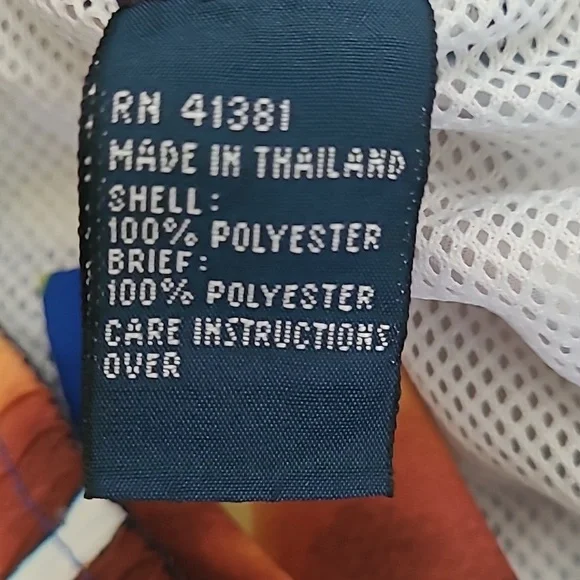 RN 41381
MADE IN THAILAND
SHELL:
100% POLYESTER
BRIEF:
100% POLYESTER
CARE INSTRUCTIONS
OVER